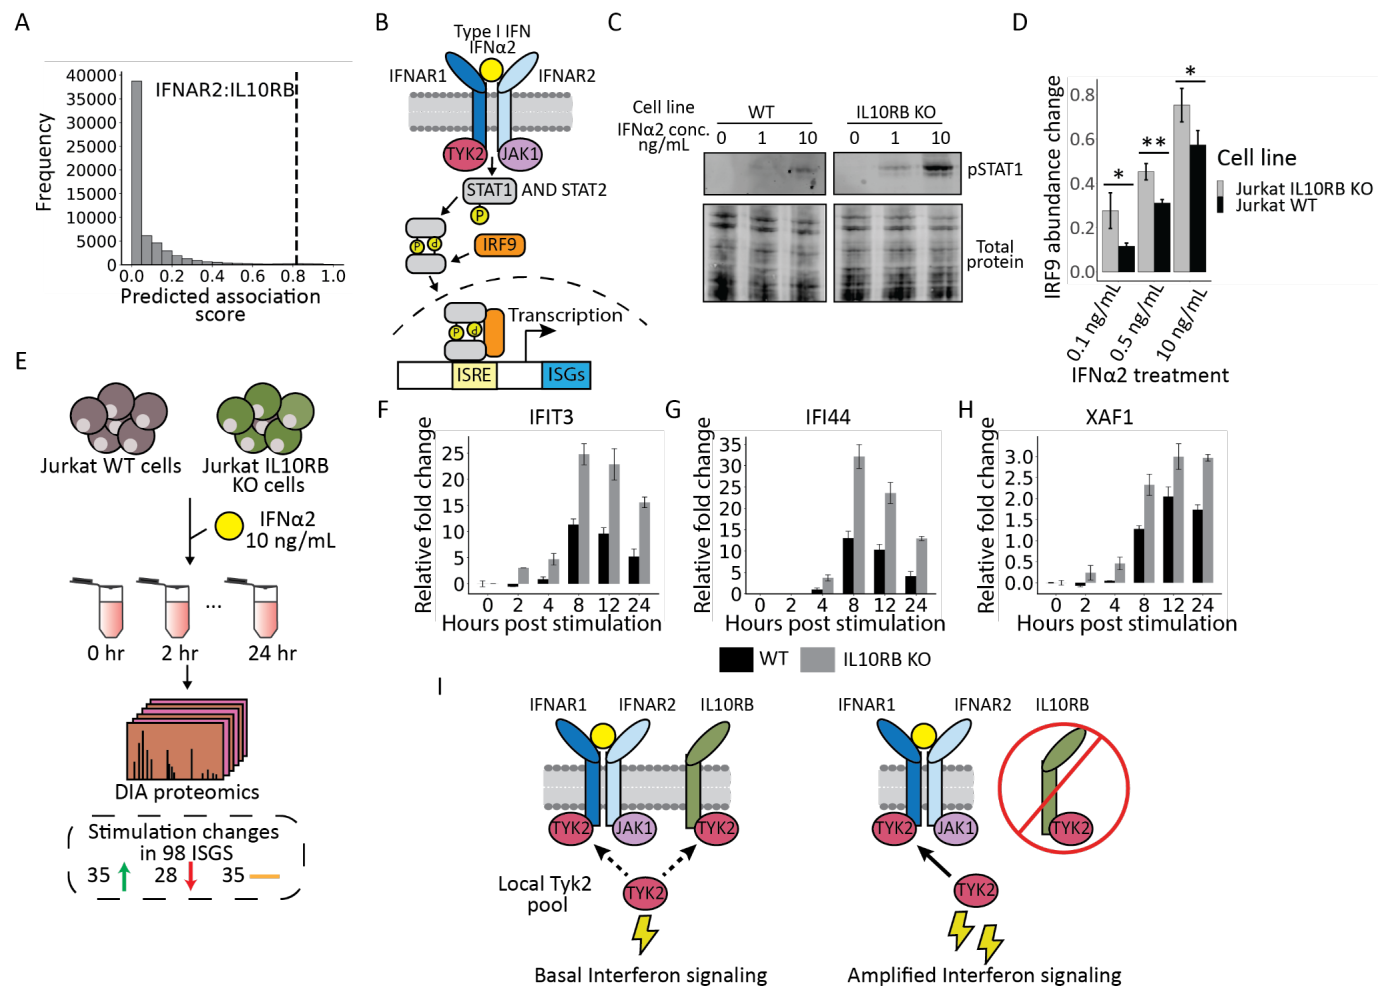 A
IFNAR2:IL10RB
Frequency
40000
35000
30000
25000
20000
15000
10000
5000
0
0.0 0.2 0.4 0.6 0.8 1.0
Predicted association
score
B
Type I IFN
IFNα2
IFNAR1
IFNAR2
TYK2
JAK1
STAT1 AND STAT2
P
P P
IRF9
P P
Transcription
ISRE
ISGs
C
Cell line
WT
IL10RB KO
IFNα2 conc.
ng/mL
0 1 10
0 1 10
pSTAT1
Total
protein
D
IRF9 abundance change
0.8
0.6
0.4
0.2
0.0
*
**
*
Cell line
Jurkat IL10RB KO
Jurkat WT
0.1 ng/mL
0.5 ng/mL
10 ng/mL
IFNα2 treatment
E
Jurkat WT cells
Jurkat IL10RB
KO cells
IFNα2
10 ng/mL
...
0 hr 2 hr 24 hr
DIA proteomics
Stimulation changes
in 98 ISGS
35 28 35
F
IFIT3
Relative fold change
25
20
15
10
5
0
0 2 4 8 12 24
Hours post stimulation
G
IFI44
Relative fold change
35
30
25
20
15
10
5
0
0 2 4 8 12 24
Hours post stimulation
H
XAF1
Relative fold change
3.0
2.5
2.0
1.5
1.0
0.5
0.0
0 2 4 8 12 24
Hours post stimulation
WT
IL10RB KO
I
IFNAR1 IFNAR2 IL10RB
TYK2 JAK1 TYK2
Local Tyk2
pool
TYK2
Basal Interferon signaling
IFNAR1 IFNAR2 IL10RB
TYK2 JAK1 TYK2
TYK2
Amplified Interferon signaling